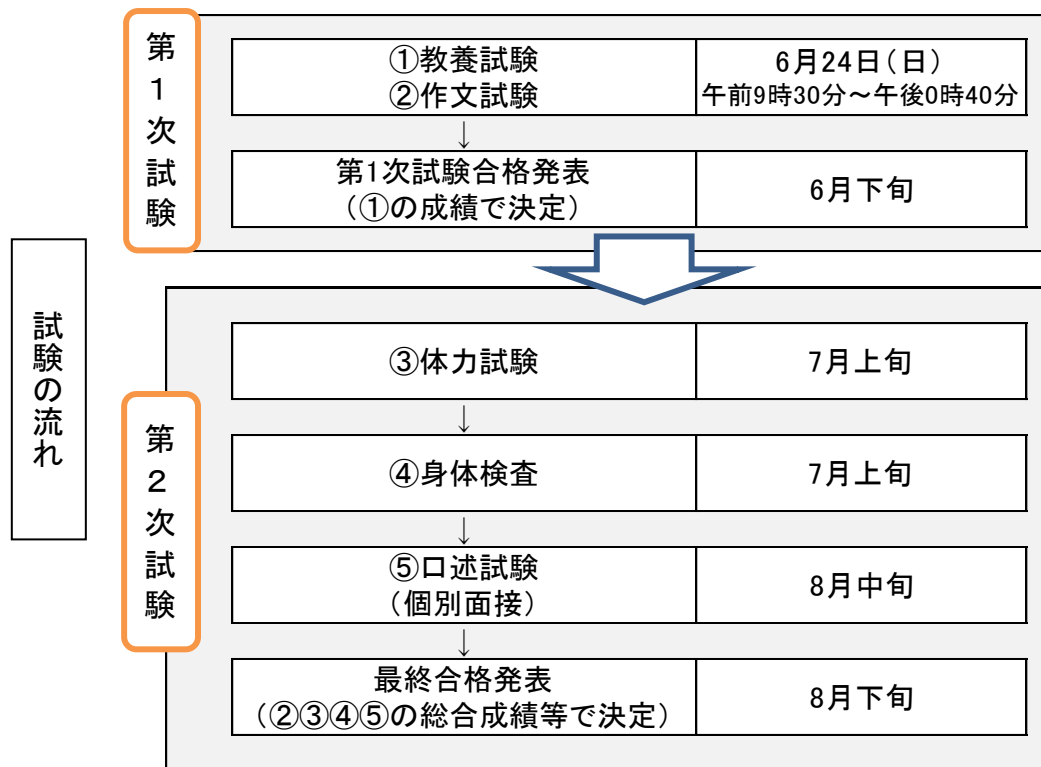 試験の流れ
第1次試験
①教養試験
②作文試験
6月24日(日)
午前9時30分~午後0時40分
↓
第1次試験合格発表
(①の成績で決定)
6月下旬
第2次試験
③体力試験
7月上旬
↓
④身体検査
7月上旬
↓
⑤口述試験
(個別面接)
8月中旬
↓
最終合格発表
(②③④⑤の総合成績等で決定)
8月下旬